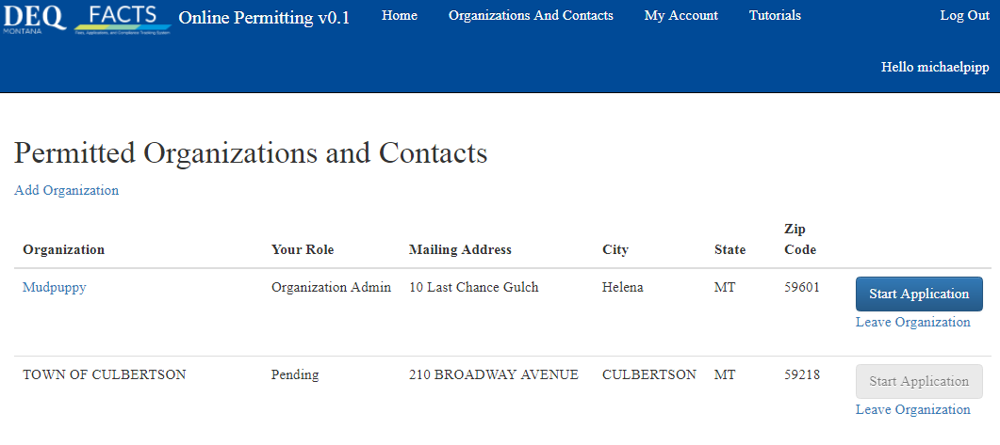 DEQ
MONTANA
FACTS
Fees, Applications, and Compliance Tracking System
Online Permitting v0.1
Home
Organizations And Contacts
My Account
Tutorials
Log Out
Hello michaelpipp
Permitted Organizations and Contacts
Add Organization
Organization Your Role Mailing Address City State Zip Code
Mudpuppy Organization Admin 10 Last Chance Gulch Helena MT 59601 Start Application
Leave Organization
TOWN OF CULBERTSON Pending 210 BROADWAY AVENUE CULBERTSON MT 59218 Start Application
Leave Organization